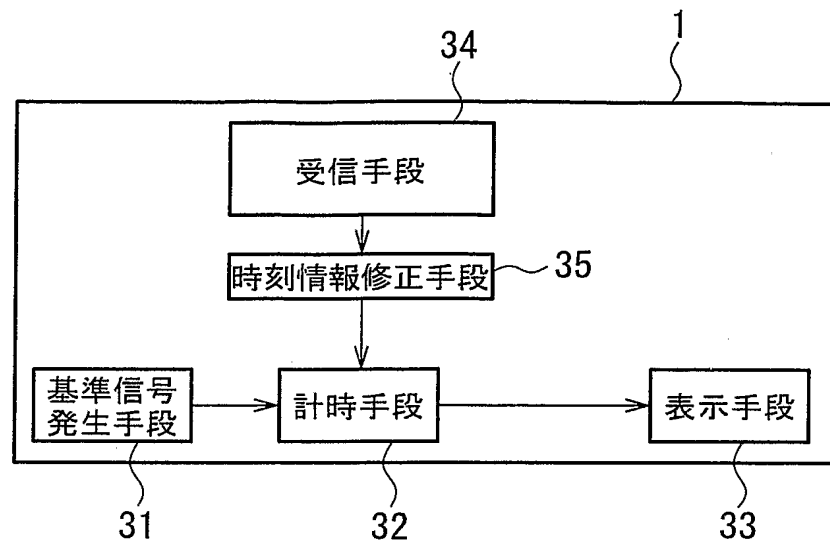 1
34
受信手段
時刻情報修正手段
35
基準信号
発生手段
計時手段
表示手段
31
32
33